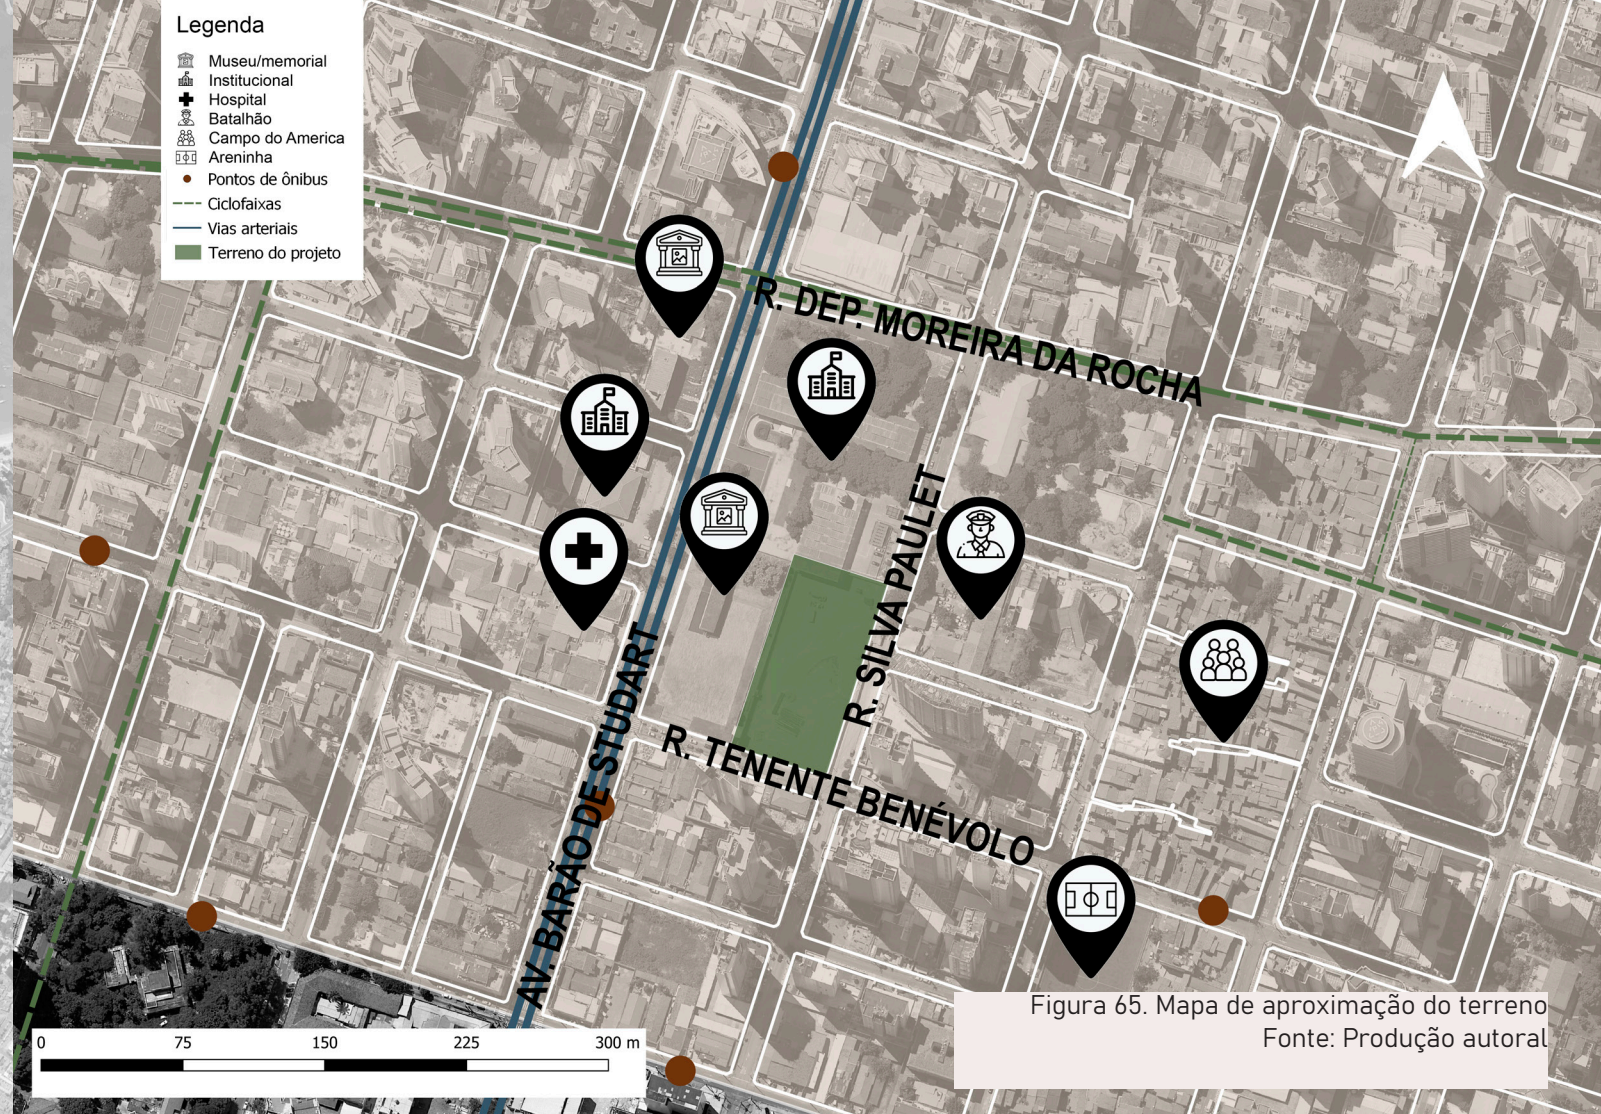 Legenda
Museu/memorial
Institucional
Hospital
Batalhão
Campo do America
Areninha
Pontos de ônibus
Ciclofaixas
Vias arteriais
Terreno do projeto
R. DEP. MOREIRA DA ROCHA
R. SILVA PAULET
AV. BARÃO DE STUDART
R. TENENTE BENÉVOLO
0 75 150 225 300 m
Figura 65. Mapa de aproximação do terreno
Fonte: Produção autoral